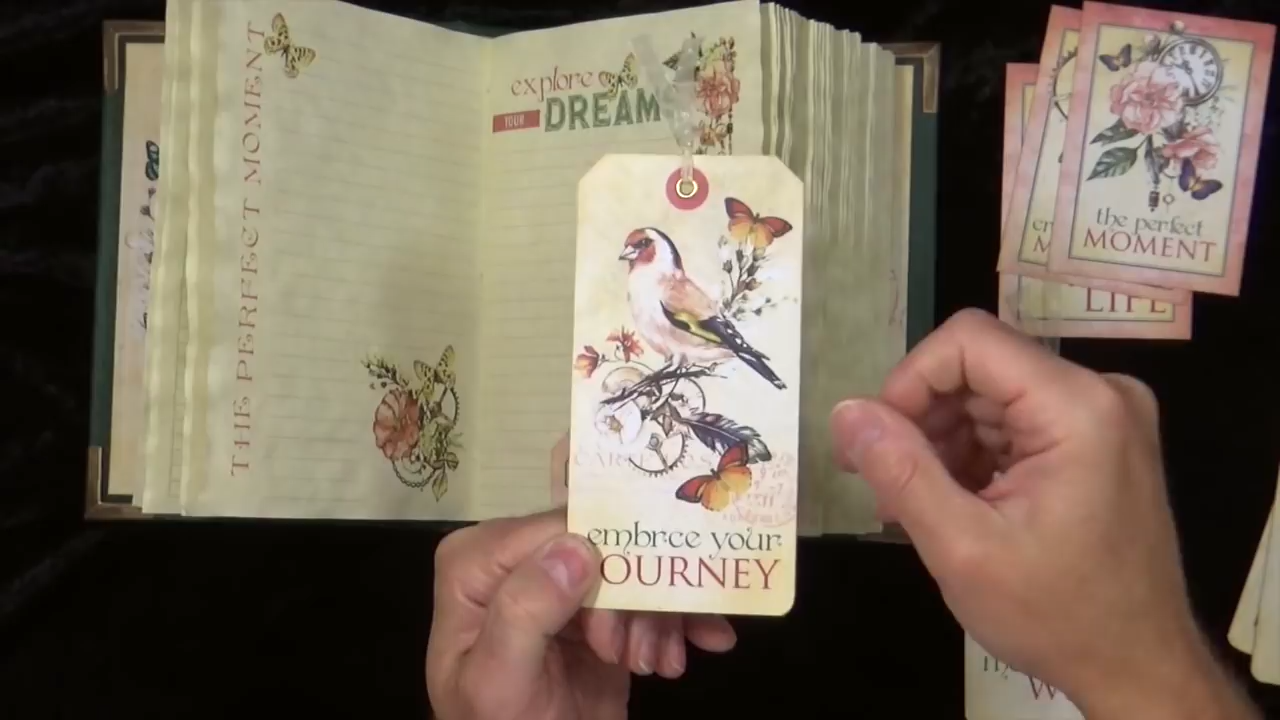 THE PERFECT MOMENT
explore
YOUR DREAM
embrce your
OURNEY
the perfect
MOMENT
LIFE